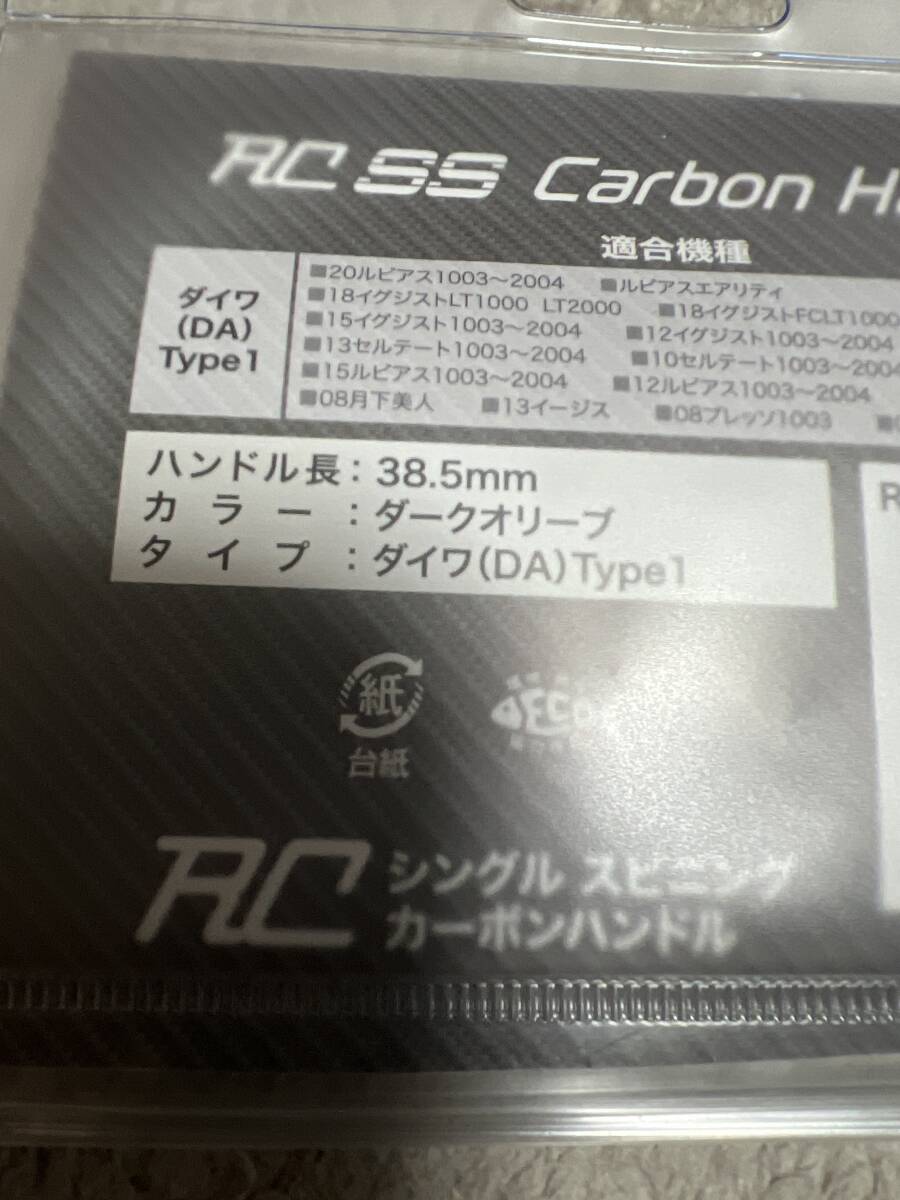 RC SS Carbon
適合機種
ダイワ
(DA)
Type1
■20ルビアス1003〜2004 ■ルビアスエアリティ
■18イグジストLT1000 LT2000 ■18イグジストFCLT1000
■15イグジスト1003〜2004 ■12イグジスト1003〜2004
■13セルテート1003〜2004 ■10セルテート1003〜2004
■15ルビアス1003〜2004 ■12ルビアス1003〜2004
■08月下美人 ■13イージス ■08プレッソ1003
ハンドル長：38.5mm
カラー：ダークオリーブ
タイプ：ダイワ(DA)Type1
紙
台紙
ECO
RC シングル スピニング
カーボンハンドル